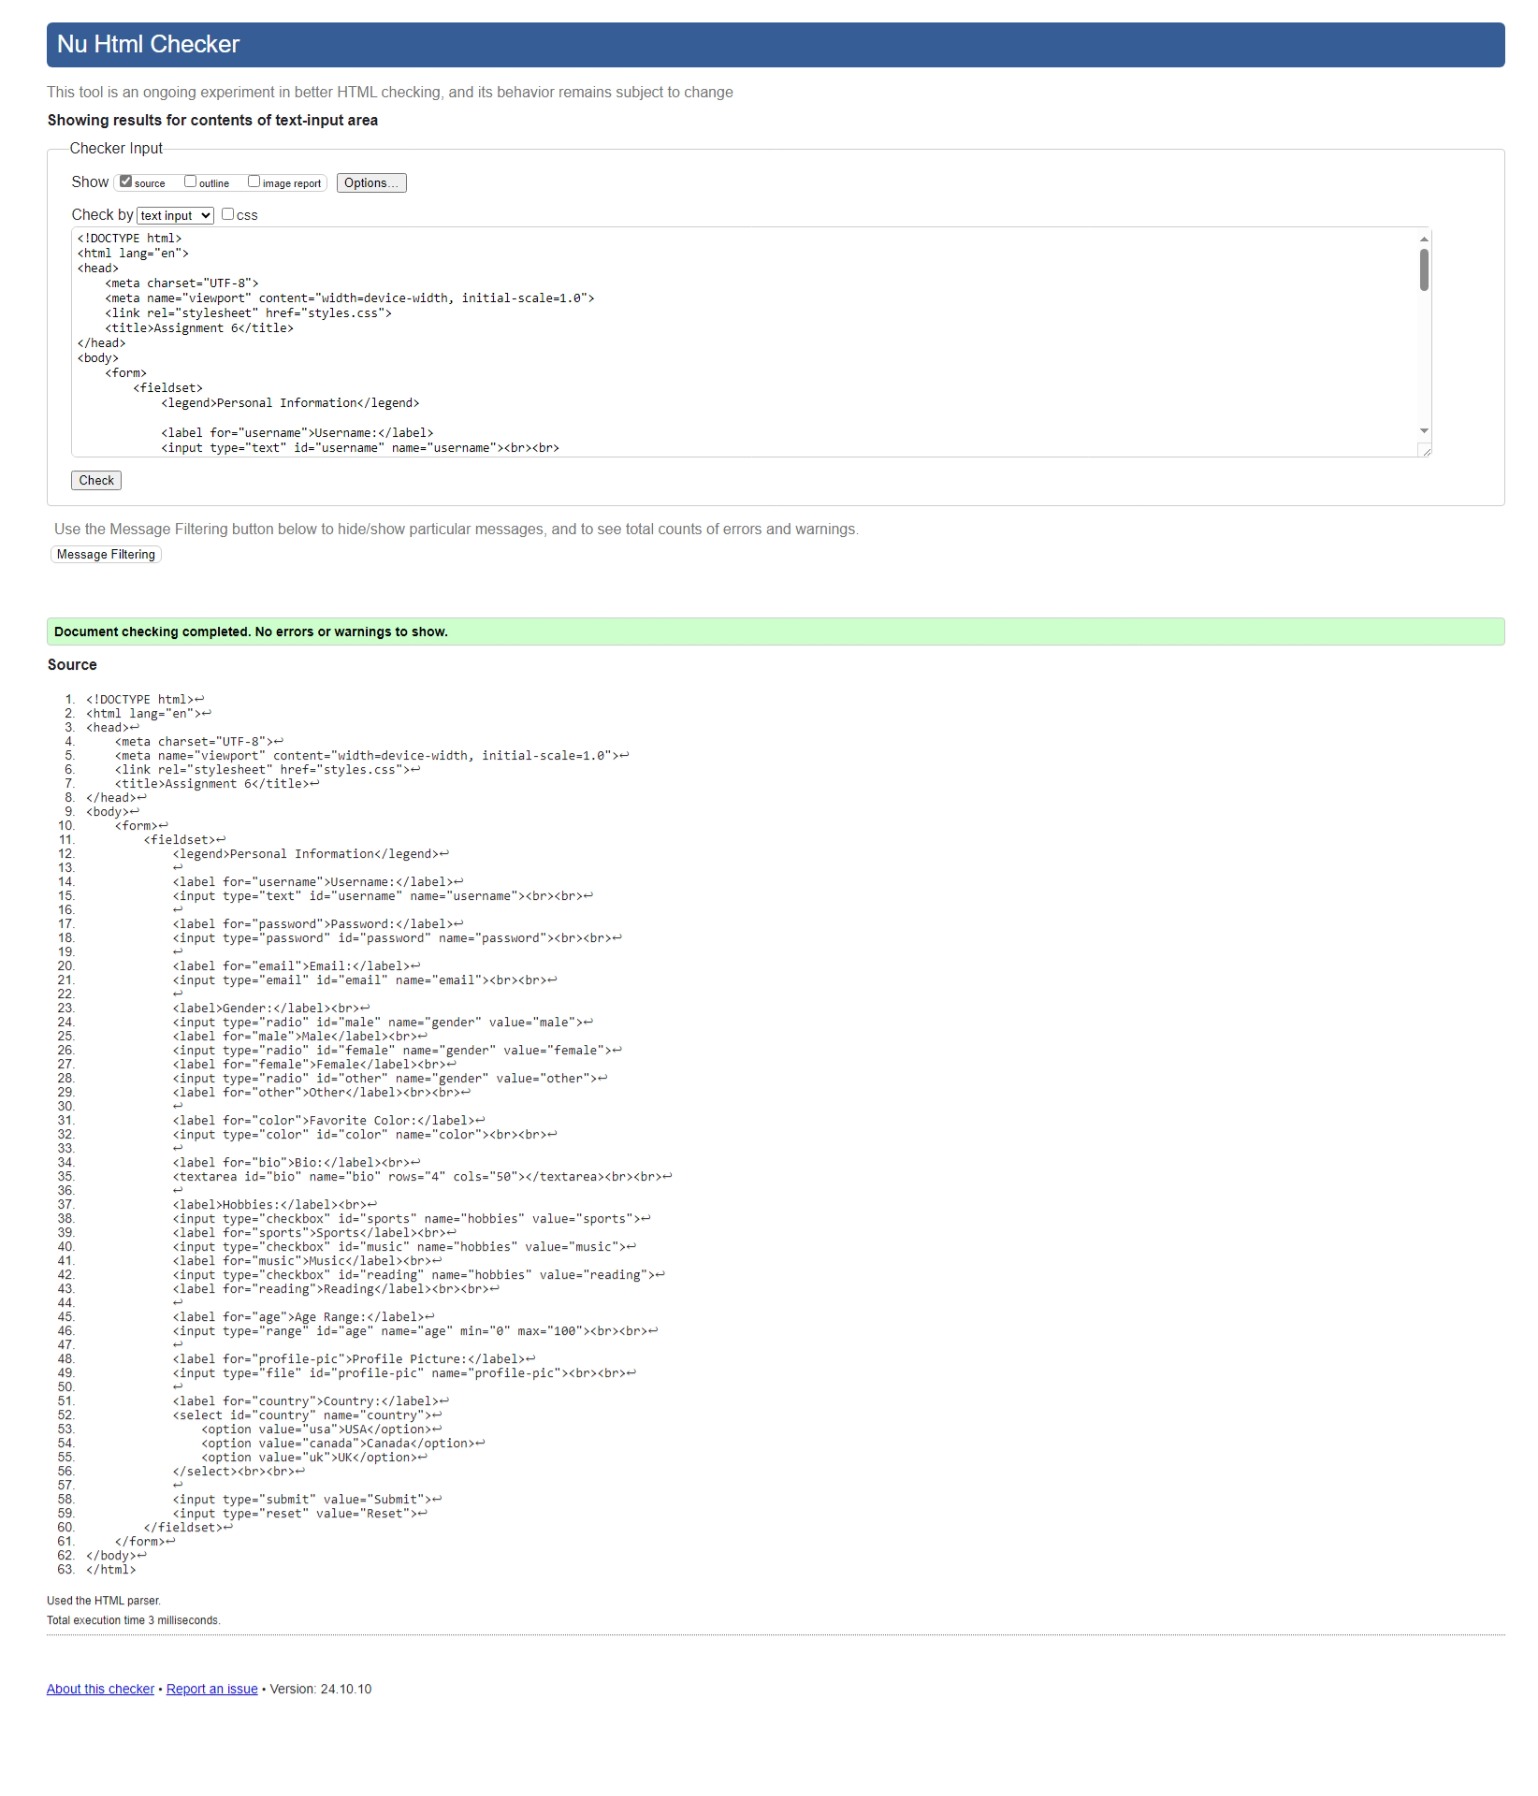 Nu Html Checker
This tool is an ongoing experiment in better HTML checking, and its behavior remains subject to change
Showing results for contents of text-input area
Checker Input
Show source outline image report Options...
Check by text input css
<!DOCTYPE html>
<html lang="en">
<head>
    <meta charset="UTF-8">
    <meta name="viewport" content="width=device-width, initial-scale=1.0">
    <link rel="stylesheet" href="styles.css">
    <title>Assignment 6</title>
</head>
<body>
    <form>
        <fieldset>
            <legend>Personal Information</legend>
            <label for="username">Username:</label>
            <input type="text" id="username" name="username"><br><br>
Check
Use the Message Filtering button below to hide/show particular messages, and to see total counts of errors and warnings.
Message Filtering
Document checking completed. No errors or warnings to show.
Source
1. <!DOCTYPE html>↩
2. <html lang="en">↩
3. <head>↩
4.     <meta charset="UTF-8">↩
5.     <meta name="viewport" content="width=device-width, initial-scale=1.0">↩
6.     <link rel="stylesheet" href="styles.css">↩
7.     <title>Assignment 6</title>↩
8. </head>↩
9. <body>↩
10.     <form>↩
11.         <fieldset>↩
12.             <legend>Personal Information</legend>↩
13.             ↩
14.             <label for="username">Username:</label>↩
15.             <input type="text" id="username" name="username"><br><br>↩
16.             ↩
17.             <label for="password">Password:</label>↩
18.             <input type="password" id="password" name="password"><br><br>↩
19.             ↩
20.             <label for="email">Email:</label>↩
21.             <input type="email" id="email" name="email"><br><br>↩
22.             ↩
23.             <label>Gender:</label><br>↩
24.             <input type="radio" id="male" name="gender" value="male">↩
25.             <label for="male">Male</label><br>↩
26.             <input type="radio" id="female" name="gender" value="female">↩
27.             <label for="female">Female</label><br>↩
28.             <input type="radio" id="other" name="gender" value="other">↩
29.             <label for="other">Other</label><br><br>↩
30.             ↩
31.             <label for="color">Favorite Color:</label>↩
32.             <input type="color" id="color" name="color"><br><br>↩
33.             ↩
34.             <label for="bio">Bio:</label><br>↩
35.             <textarea id="bio" name="bio" rows="4" cols="50"></textarea><br><br>↩
36.             ↩
37.             <label>Hobbies:</label><br>↩
38.             <input type="checkbox" id="sports" name="hobbies" value="sports">↩
39.             <label for="sports">Sports</label><br>↩
40.             <input type="checkbox" id="music" name="hobbies" value="music">↩
41.             <label for="music">Music</label><br>↩
42.             <input type="checkbox" id="reading" name="hobbies" value="reading">↩
43.             <label for="reading">Reading</label><br><br>↩
44.             ↩
45.             <label for="age">Age Range:</label>↩
46.             <input type="range" id="age" name="age" min="0" max="100"><br><br>↩
47.             ↩
48.             <label for="profile-pic">Profile Picture:</label>↩
49.             <input type="file" id="profile-pic" name="profile-pic"><br><br>↩
50.             ↩
51.             <label for="country">Country:</label>↩
52.             <select id="country" name="country">↩
53.                 <option value="usa">USA</option>↩
54.                 <option value="canada">Canada</option>↩
55.                 <option value="uk">UK</option>↩
56.             </select><br><br>↩
57.             ↩
58.             <input type="submit" value="Submit">↩
59.             <input type="reset" value="Reset">↩
60.         </fieldset>↩
61.     </form>↩
62. </body>↩
63. </html>
Used the HTML parser.
Total execution time 3 milliseconds.
About this checker • Report an issue • Version: 24.10.10